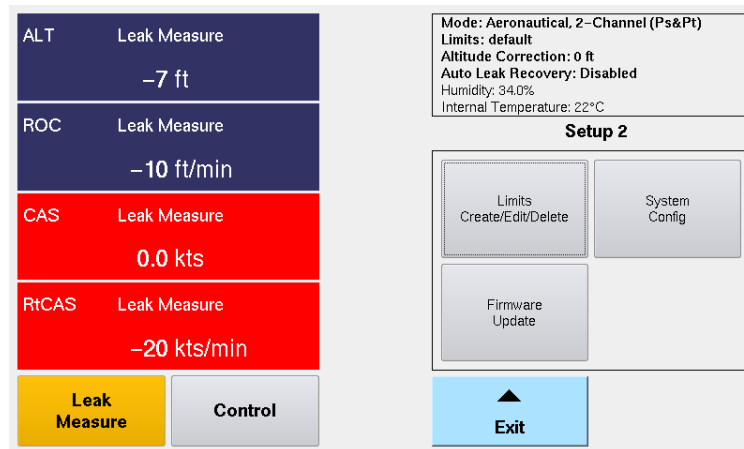 ALT Leak Measure
−7 ft
ROC Leak Measure
−10 ft/min
CAS Leak Measure
0.0 kts
RtCAS Leak Measure
−20 kts/min
Leak
Measure
Control
Mode: Aeronautical, 2−Channel (Ps&Pt)
Limits: default
Altitude Correction: 0 ft
Auto Leak Recovery: Disabled
Humidity: 34.0%
Internal Temperature: 22°C
Setup 2
Limits
Create/Edit/Delete
System
Config
Firmware
Update
Exit